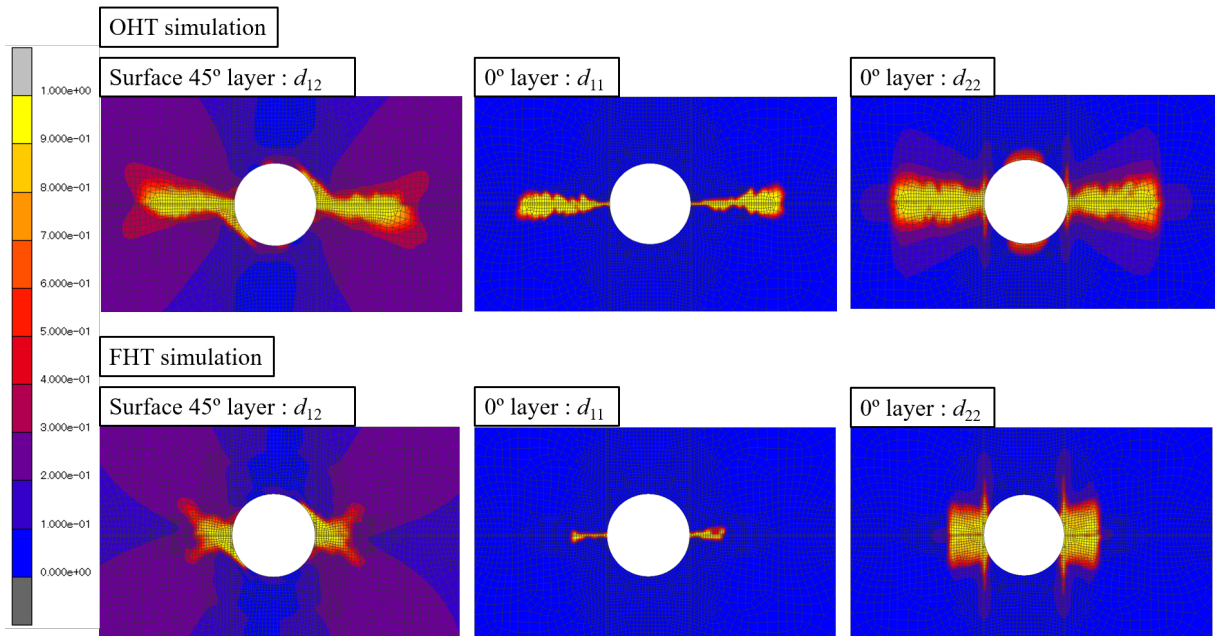 OHT simulation
Surface 45º layer : d12
0º layer : d11
0º layer : d22
1.000e+00
9.000e-01
8.000e-01
7.000e-01
6.000e-01
5.000e-01
4.000e-01
3.000e-01
2.000e-01
1.000e-01
0.000e+00
FHT simulation
Surface 45º layer : d12
0º layer : d11
0º layer : d22